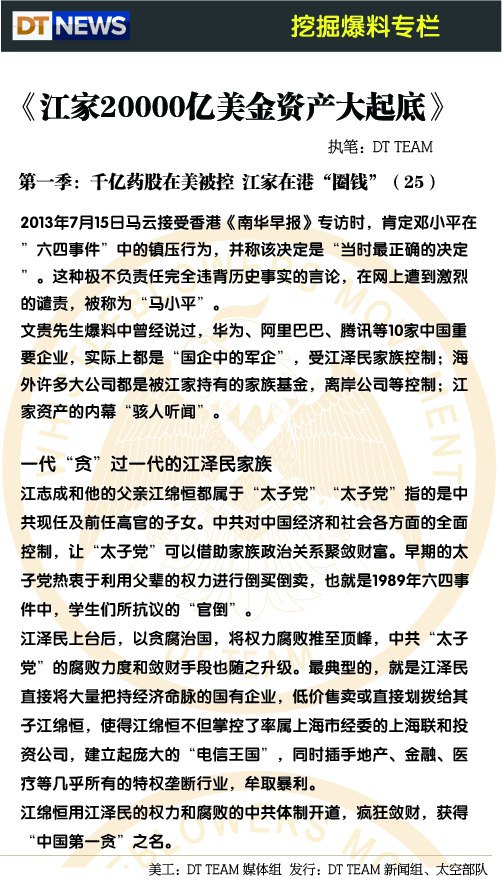 DT NEWS
挖掘爆料专栏
《江家20000亿美金资产大起底》
执笔：DT TEAM
第一季：千亿药股在美被控 江家在港“圈钱”（25）
2013年7月15日马云接受香港《南华早报》专访时，肯定邓小平在
”六四事件”中的镇压行为，并称该决定是“当时最正确的决定
”。这种极不负责任完全违背历史事实的言论，在网上遭到激烈
的谴责，被称为“马小平”。
文贵先生爆料中曾经说过，华为、阿里巴巴、腾讯等10家中国重
要企业，实际上都是“国企中的军企”，受江泽民家族控制；海
外许多大公司都是被江家持有的家族基金，离岸公司等控制；江
家资产的内幕“骇人听闻”。
一代“贪”过一代的江泽民家族
江志成和他的父亲江绵恒都属于“太子党”“太子党”指的是中
共现任及前任高官的子女。中共对中国经济和社会各方面的全面
控制，让“太子党”可以借助家族政治关系聚敛财富。早期的太
子党热衷于利用父辈的权力进行倒买倒卖，也就是1989年六四事
件中，学生们所抗议的“官倒”。
江泽民上台后，以贪腐治国，将权力腐败推至顶峰，中共“太子
党”的腐败力度和敛财手段也随之升级。最典型的，就是江泽民
直接将大量把持经济命脉的国有企业，低价售卖或直接划拨给其
子江绵恒，使得江绵恒不但掌控了率属上海市经委的上海联和投
资公司，建立起庞大的“电信王国”，同时插手地产、金融、医
疗等几乎所有的特权垄断行业，牟取暴利。
江绵恒用江泽民的权力和腐败的中共体制开道，疯狂敛财，获得
“中国第一贪”之名。
WHISTLEBLOWERS MOVEMENT
美工：DT TEAM 媒体组 发行：DT TEAM 新闻组、太空部队